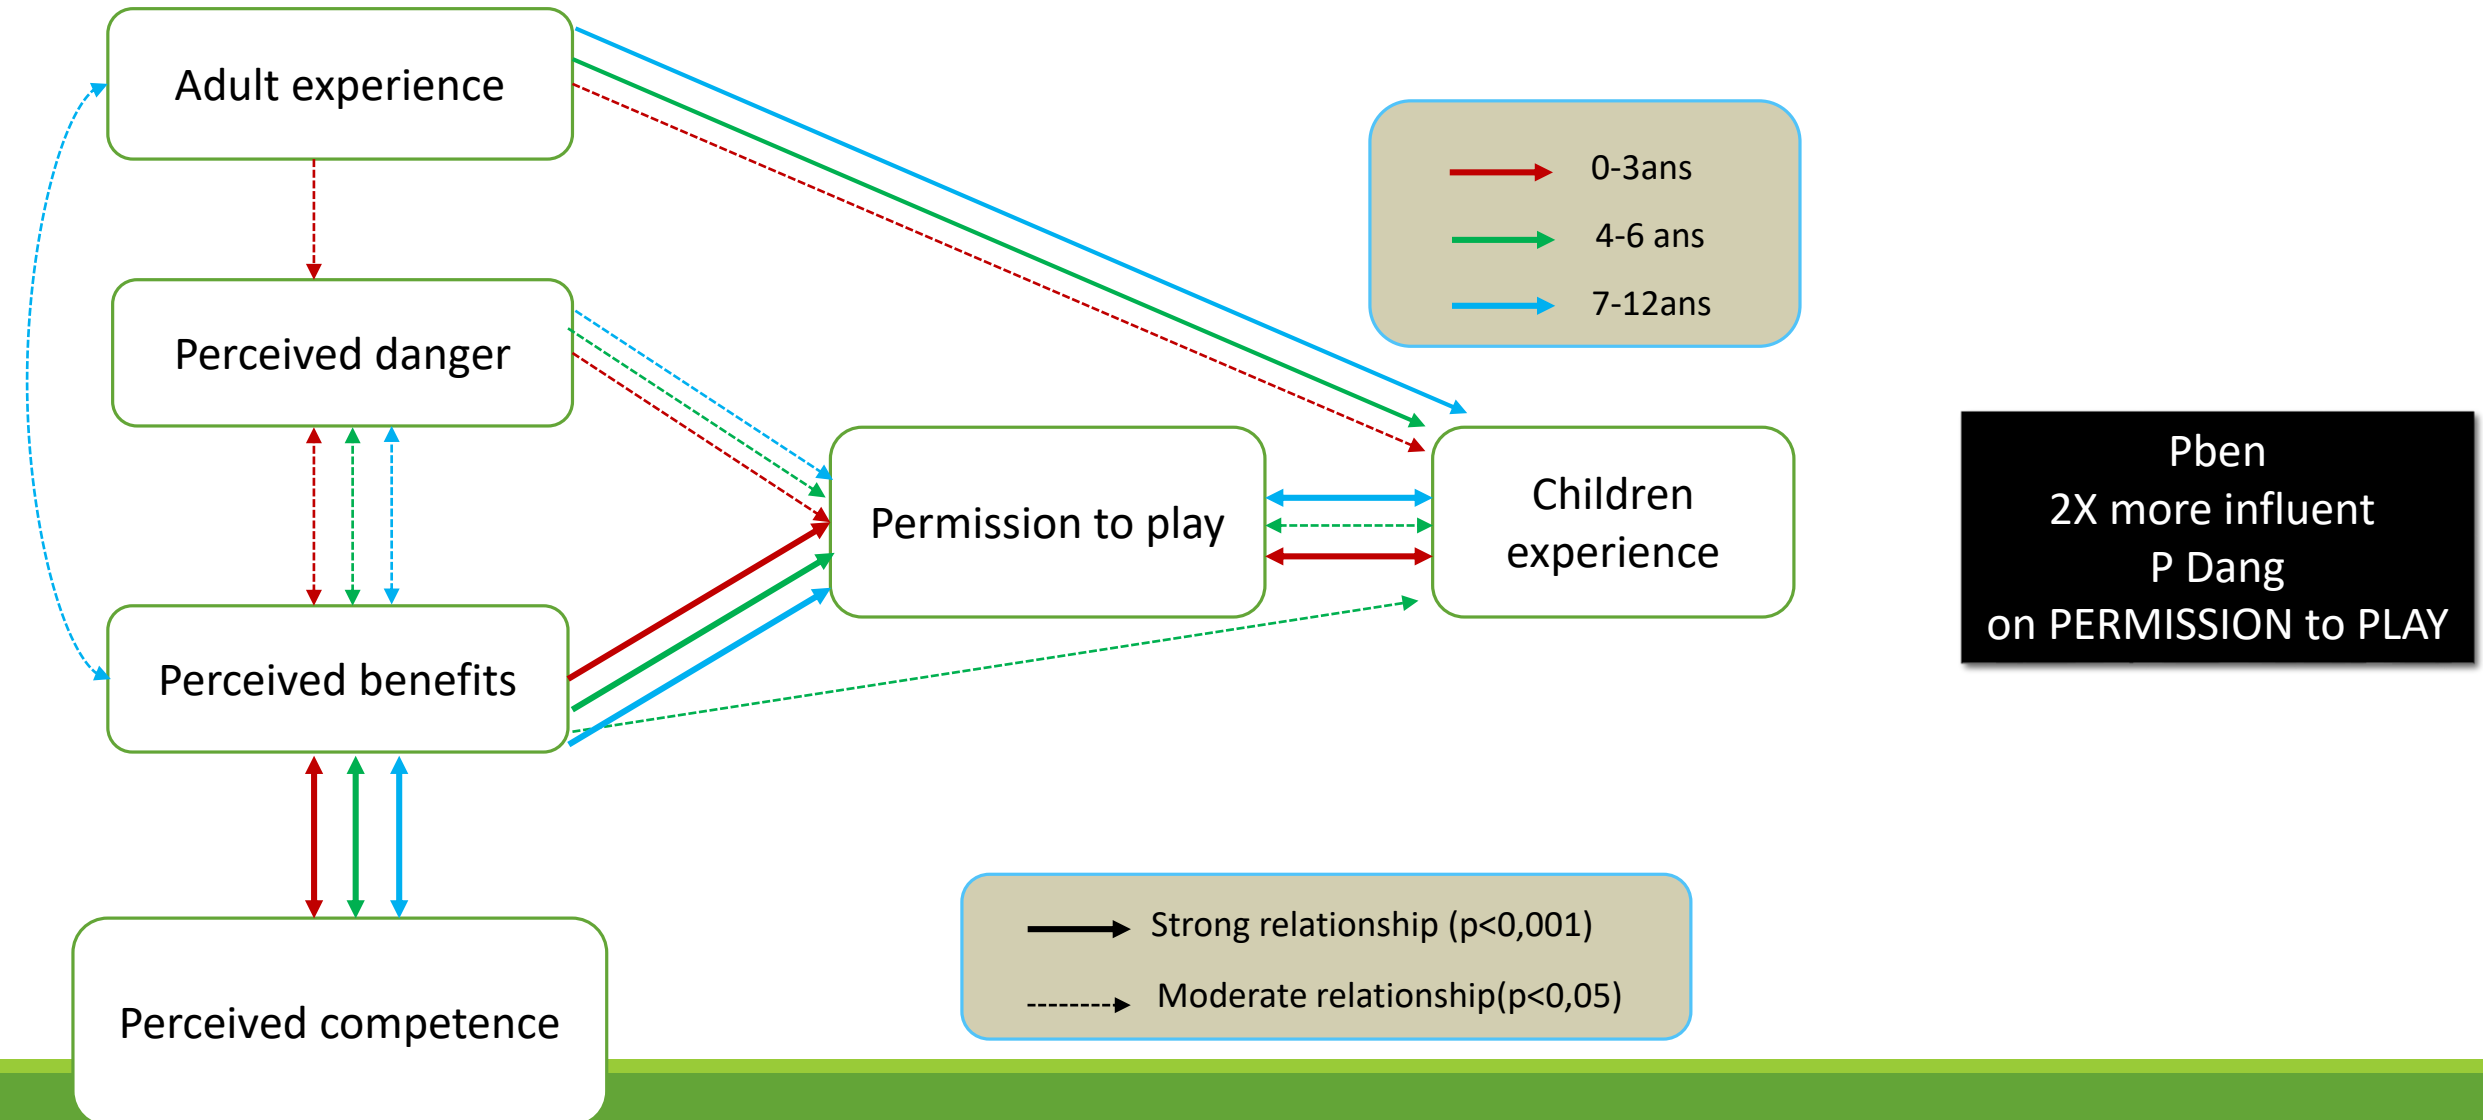 Adult experience
0-3ans
4-6 ans
7-12ans
Perceived danger
Permission to play
Children
experience
Pben
2X more influent
P Dang
on PERMISSION to PLAY
Perceived benefits
Strong relationship (p<0,001)
Moderate relationship(p<0,05)
Perceived competence